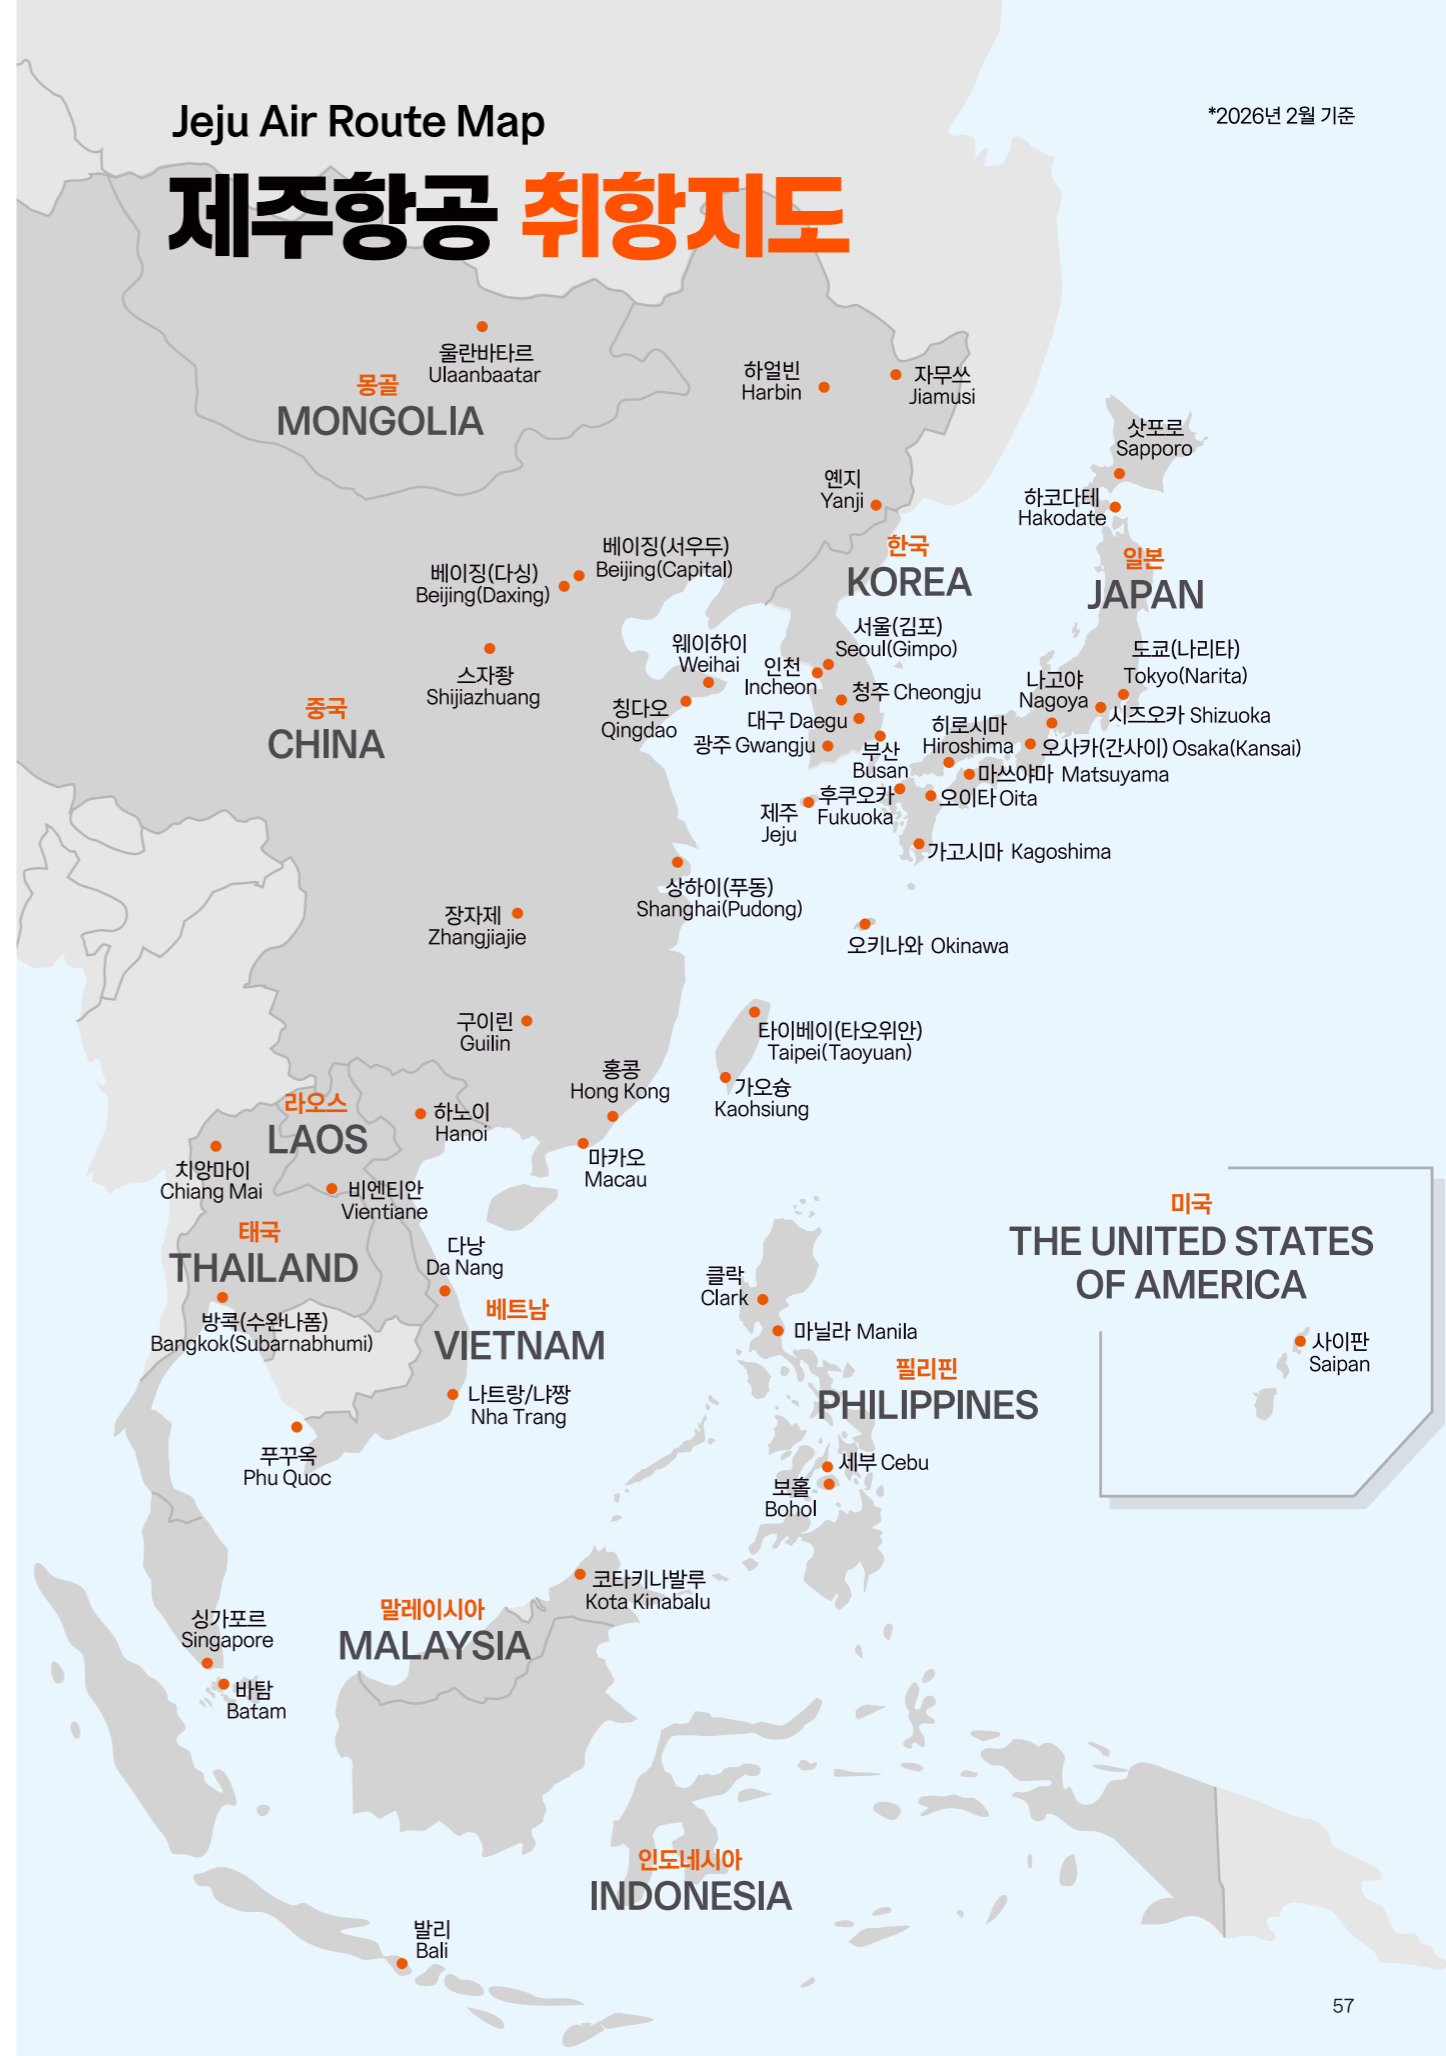 Jeju Air Route Map
*2026년 2월 기준
제주항공 취항지도
울란바타르
Ulaanbaatar
몽골
MONGOLIA
하얼빈
Harbin
자무쓰
Jiamusi
삿포로
Sapporo
옌지
Yanji
하코다테
Hakodate
한국
KOREA
일본
JAPAN
베이징(서우두)
Beijing(Capital)
베이징(다싱)
Beijing(Daxing)
서울(김포)
Seoul(Gimpo)
웨이하이
Weihai
인천
Incheon
도쿄(나리타)
Tokyo(Narita)
나고야
Nagoya
스자좡
Shijiazhuang
청주 Cheongju
중국
CHINA
칭다오
Qingdao
대구 Daegu
시즈오카 Shizuoka
히로시마
Hiroshima
광주 Gwangju
부산
Busan
오사카(간사이) Osaka(Kansai)
마쓰야마 Matsuyama
후쿠오카
Fukuoka
오이타 Oita
제주
Jeju
가고시마 Kagoshima
상하이(푸동)
Shanghai(Pudong)
장자제
Zhangjiajie
오키나와 Okinawa
구이린
Guilin
타이베이(타오위안)
Taipei(Taoyuan)
홍콩
Hong Kong
가오슝
Kaohsiung
라오스
LAOS
하노이
Hanoi
마카오
Macau
치앙마이
Chiang Mai
비엔티안
Vientiane
태국
THAILAND
다낭
Da Nang
미국
THE UNITED STATES
OF AMERICA
클락
Clark
베트남
VIETNAM
방콕(수완나폼)
Bangkok(Subarnabhumi)
마닐라 Manila
사이판
Saipan
필리핀
PHILIPPINES
나트랑/냐짱
Nha Trang
푸꾸옥
Phu Quoc
세부 Cebu
보홀
Bohol
코타키나발루
Kota Kinabalu
말레이시아
MALAYSIA
싱가포르
Singapore
바탐
Batam
인도네시아
INDONESIA
발리
Bali
57